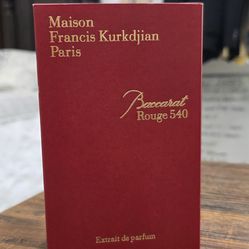 Maison
Francis Kurkdjian
Paris
Baccarat
Rouge 540
Extrait de parfum